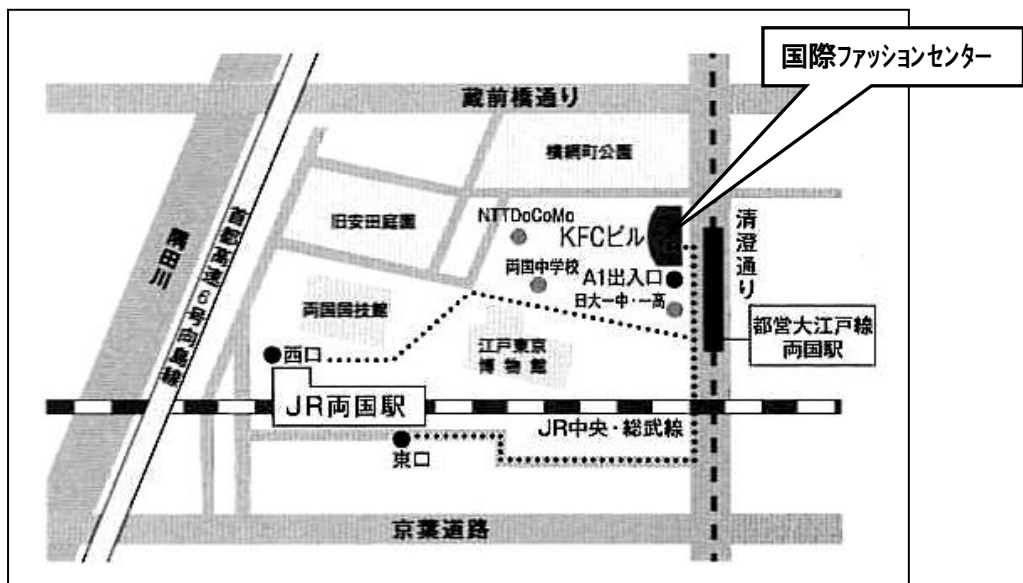 国際ファッションセンター
蔵前橋通り
横網町公園
旧安田庭園
NTTDoCoMo
KFCビル
清澄通り
隅田川
首都高速6号向島線
両国中学校
A1出入口
日大一中・一高
両国国技館
江戸東京
博物館
都営大江戸線
両国駅
西口
JR両国駅
JR中央・総武線
東口
京葉道路